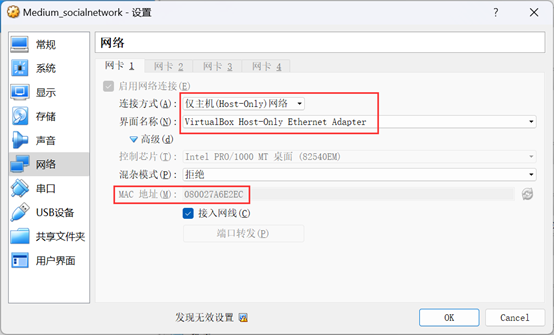 Medium_socialnetwork - 设置
常规
系统
显示
存储
声音
网络
串口
USB设备
共享文件夹
用户界面
网络
网卡 1
网卡 2
网卡 3
网卡 4
启用网络连接(E)
连接方式(A): 仅主机(Host-Only)网络
界面名称(N): VirtualBox Host-Only Ethernet Adapter
高级(d)
控制芯片(T): Intel PRO/1000 MT 桌面 (82540EM)
混杂模式(P): 拒绝
MAC 地址(M): 080027A6E2EC
接入网线(C)
端口转发(P)
发现无效设置
OK
Cancel